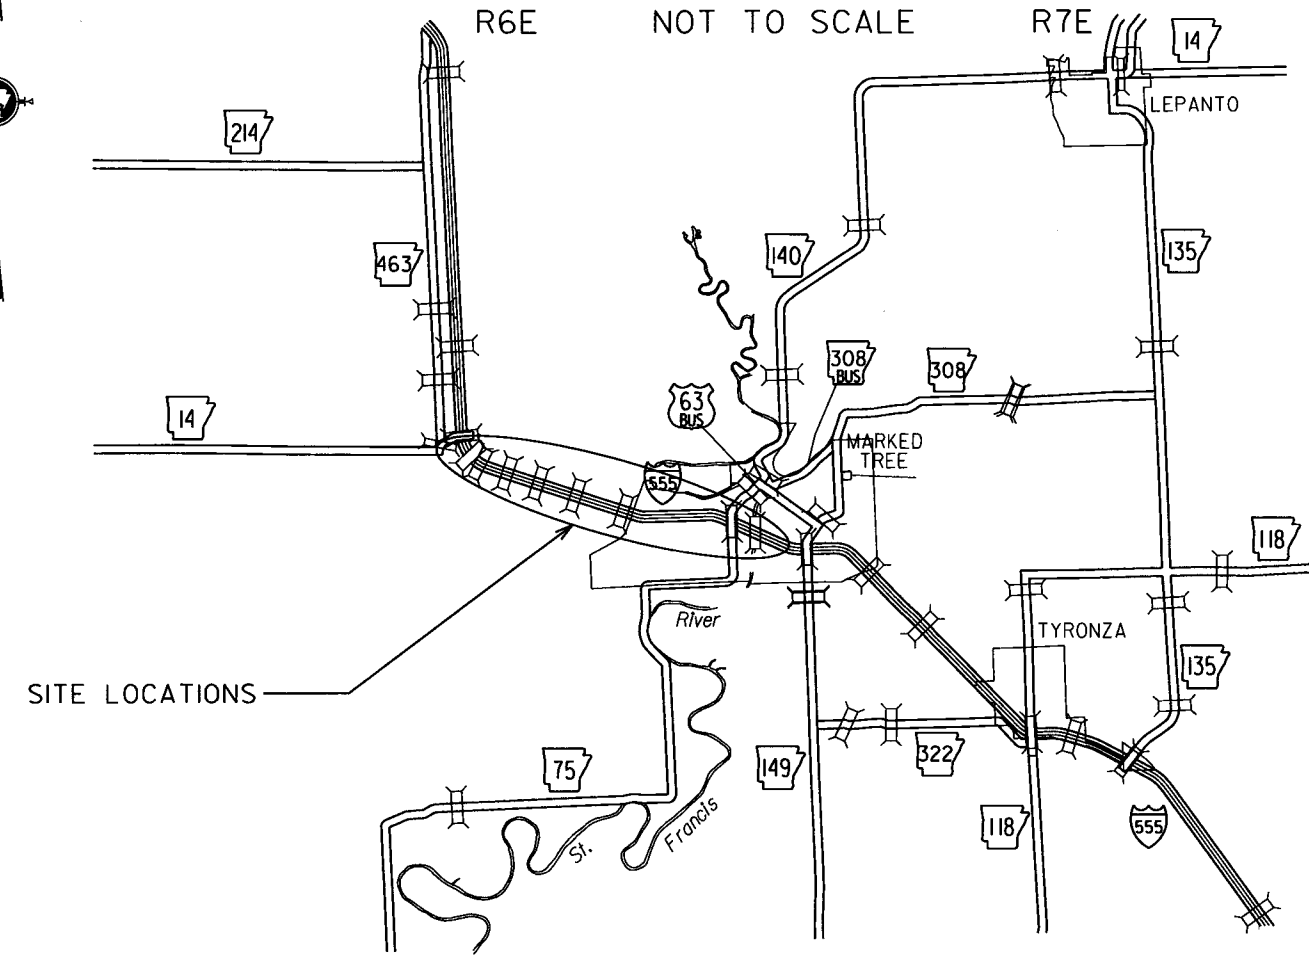 R6E NOT TO SCALE R7E
14
LEPANTO
214
463
140
135
308
BUS
308
63
BUS
14
MARKED
TREE
555
118
River
TYRONZA
SITE LOCATIONS
135
75
149
322
118
555
St. Francis